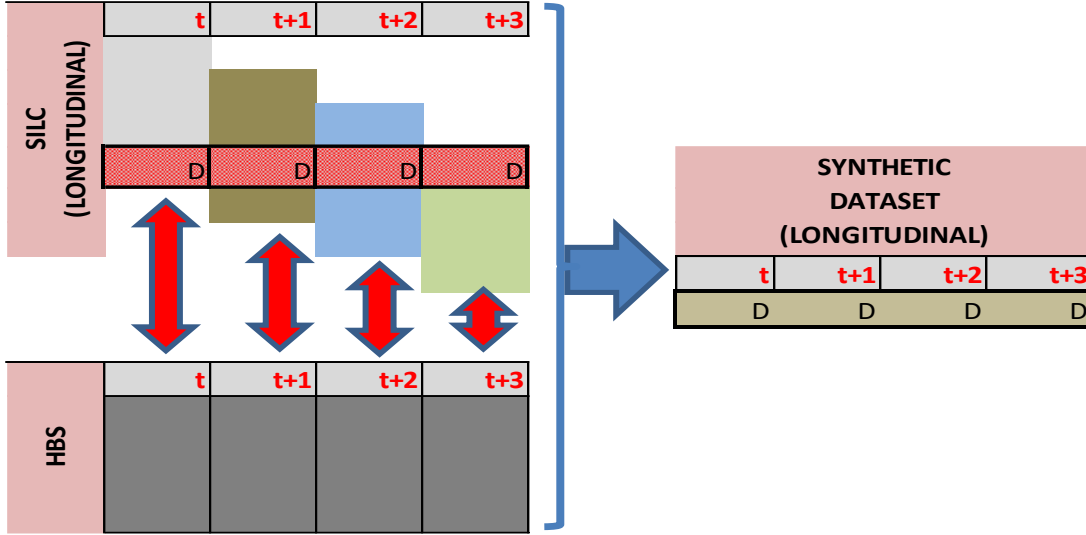 t t+1 t+2 t+3
SILC
(LONGITUDINAL)
D D D D
t t+1 t+2 t+3
HBS
SYNTHETIC
DATASET
(LONGITUDINAL)
t t+1 t+2 t+3
D D D D